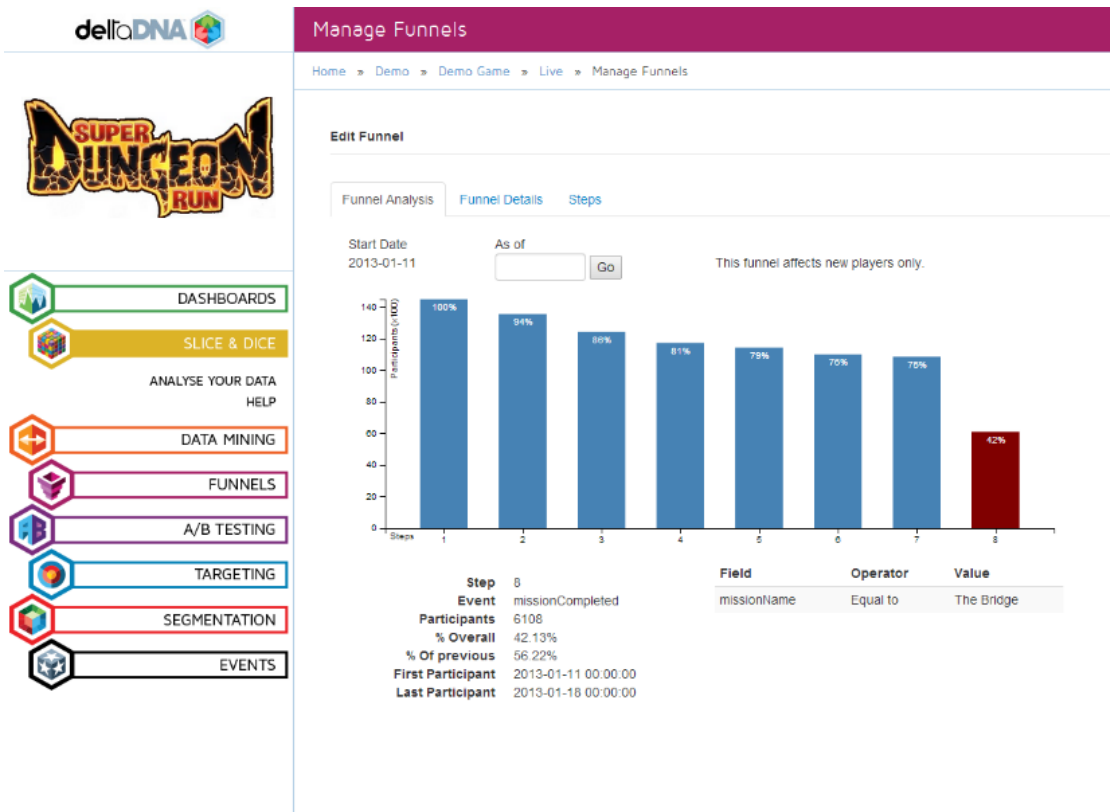 deltaDNA
Manage Funnels
Home » Demo » Demo Game » Live » Manage Funnels
SUPER
DUNGEON
RUN
Edit Funnel
Funnel Analysis Funnel Details Steps
Start Date As of
2013-01-11 Go This funnel affects new players only.
DASHBOARDS
SLICE & DICE
ANALYSE YOUR DATA
HELP
DATA MINING
FUNNELS
A/B TESTING
TARGETING
SEGMENTATION
EVENTS
Participants (x100)
140
120
100
80
60
40
20
0
100% 94% 86% 81% 79% 76% 75% 42%
Steps 1 2 3 4 5 6 7 8
Step 8
Event missionCompleted
Participants 6108
% Overall 42.13%
% Of previous 56.22%
First Participant 2013-01-11 00:00:00
Last Participant 2013-01-18 00:00:00
Field Operator Value
missionName Equal to The Bridge